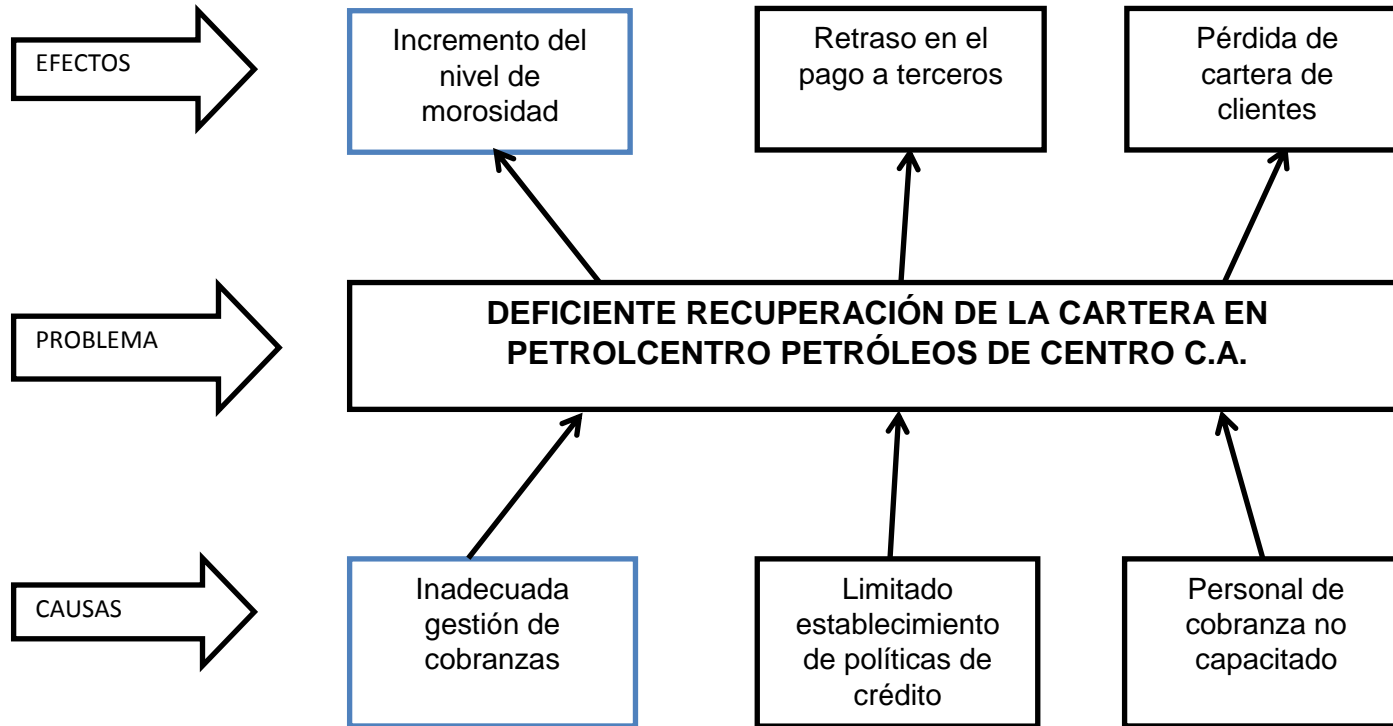 EFECTOS
Incremento del
nivel de
morosidad
Retraso en el
pago a terceros
Pérdida de
cartera de
clientes
PROBLEMA
DEFICIENTE RECUPERACIÓN DE LA CARTERA EN
PETROLCENTRO PETRÓLEOS DE CENTRO C.A.
CAUSAS
Inadecuada
gestión de
cobranzas
Limitado
establecimiento
de políticas de
crédito
Personal de
cobranza no
capacitado